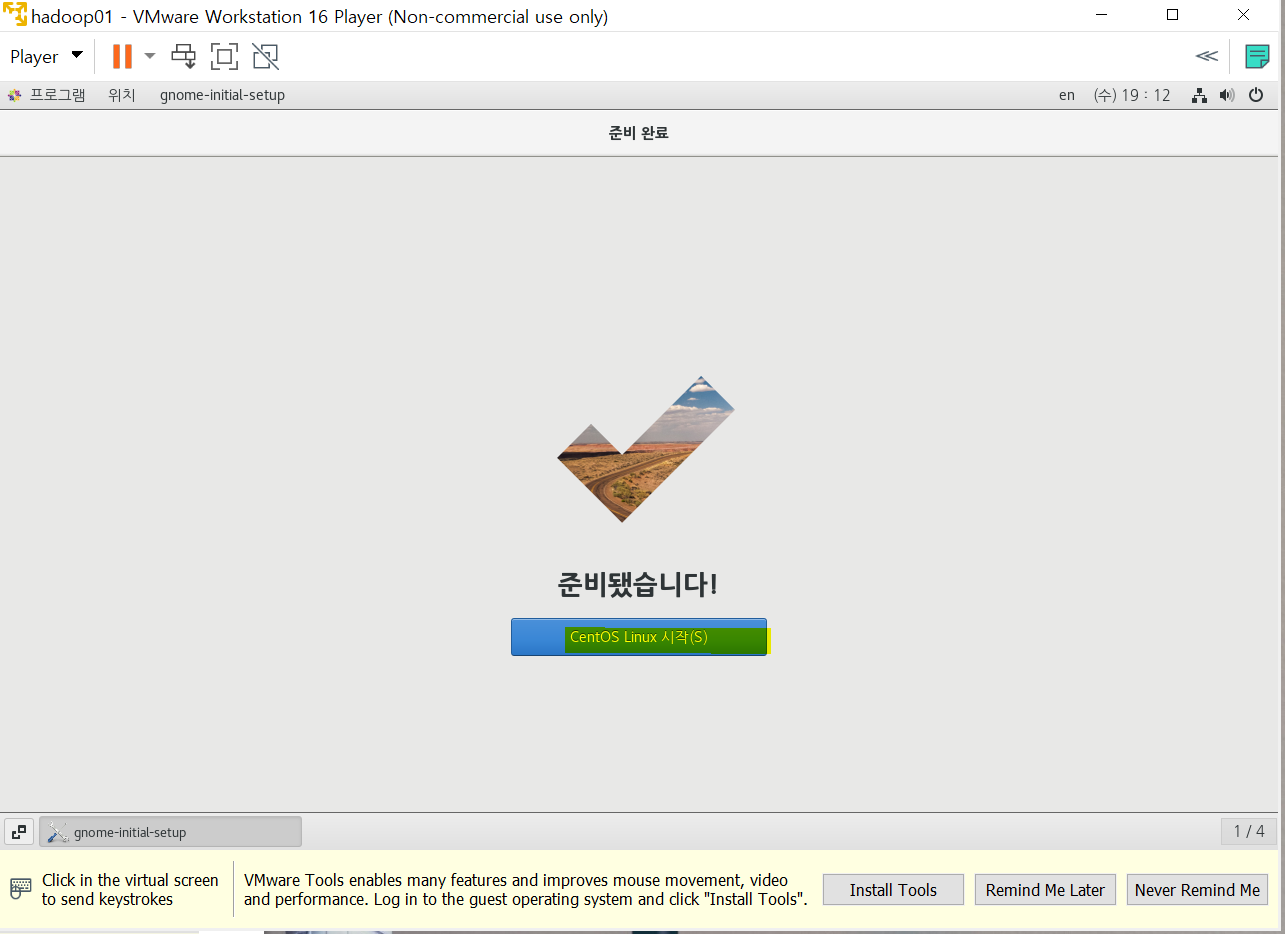 hadoop01 - VMware Workstation 16 Player (Non-commercial use only)
Player
프로그램 위치 gnome-initial-setup en (수) 19 : 12
준비 완료
준비됐습니다!
CentOS Linux 시작(S)
gnome-initial-setup 1 / 4
Click in the virtual screen
to send keystrokes
VMware Tools enables many features and improves mouse movement, video
and performance. Log in to the guest operating system and click "Install Tools".
Install Tools Remind Me Later Never Remind Me